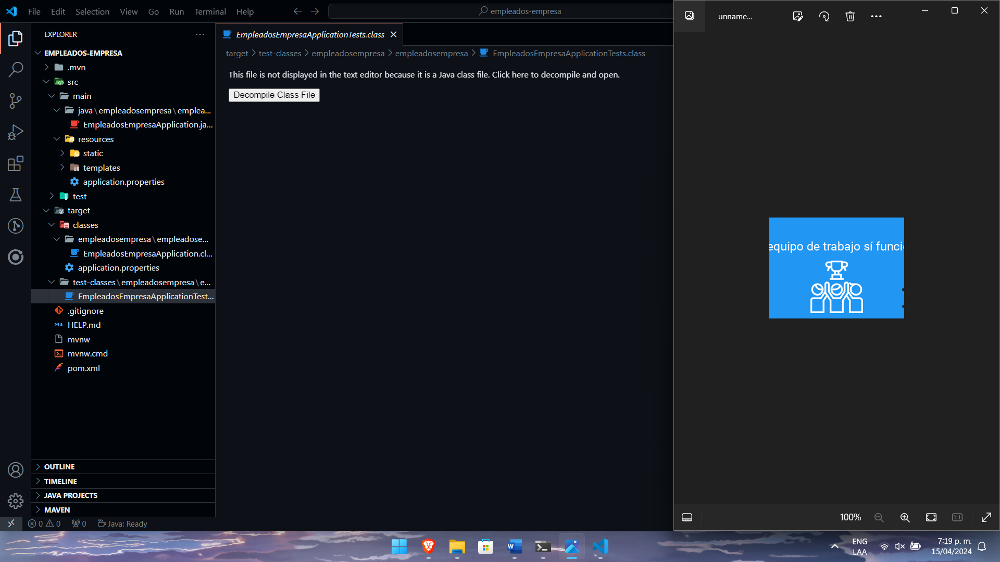 File Edit Selection View Go Run Terminal Help
empleados-empresa
EXPLORER
EMPLEADOS-EMPRESA
.mvn
src
main
java\empleadosempresa\emplea...
EmpleadosEmpresaApplication.ja...
resources
static
templates
application.properties
test
target
classes
empleadosempresa\empleadose...
EmpleadosEmpresaApplication.cl...
application.properties
test-classes\empleadosempresa\e...
EmpleadosEmpresaApplicationTest...
.gitignore
HELP.md
mvnw
mvnw.cmd
pom.xml
OUTLINE
TIMELINE
JAVA PROJECTS
MAVEN
0 0 0 Java: Ready
EmpleadosEmpresaApplicationTests.class
target > test-classes > empleadosempresa > empleadosempresa > EmpleadosEmpresaApplicationTests.class
This file is not displayed in the text editor because it is a Java class file. Click here to decompile and open.
Decompile Class File
unname...
equipo de trabajo sí funci
100%
1:1
ENG
LAA
7:19 p. m.
15/04/2024